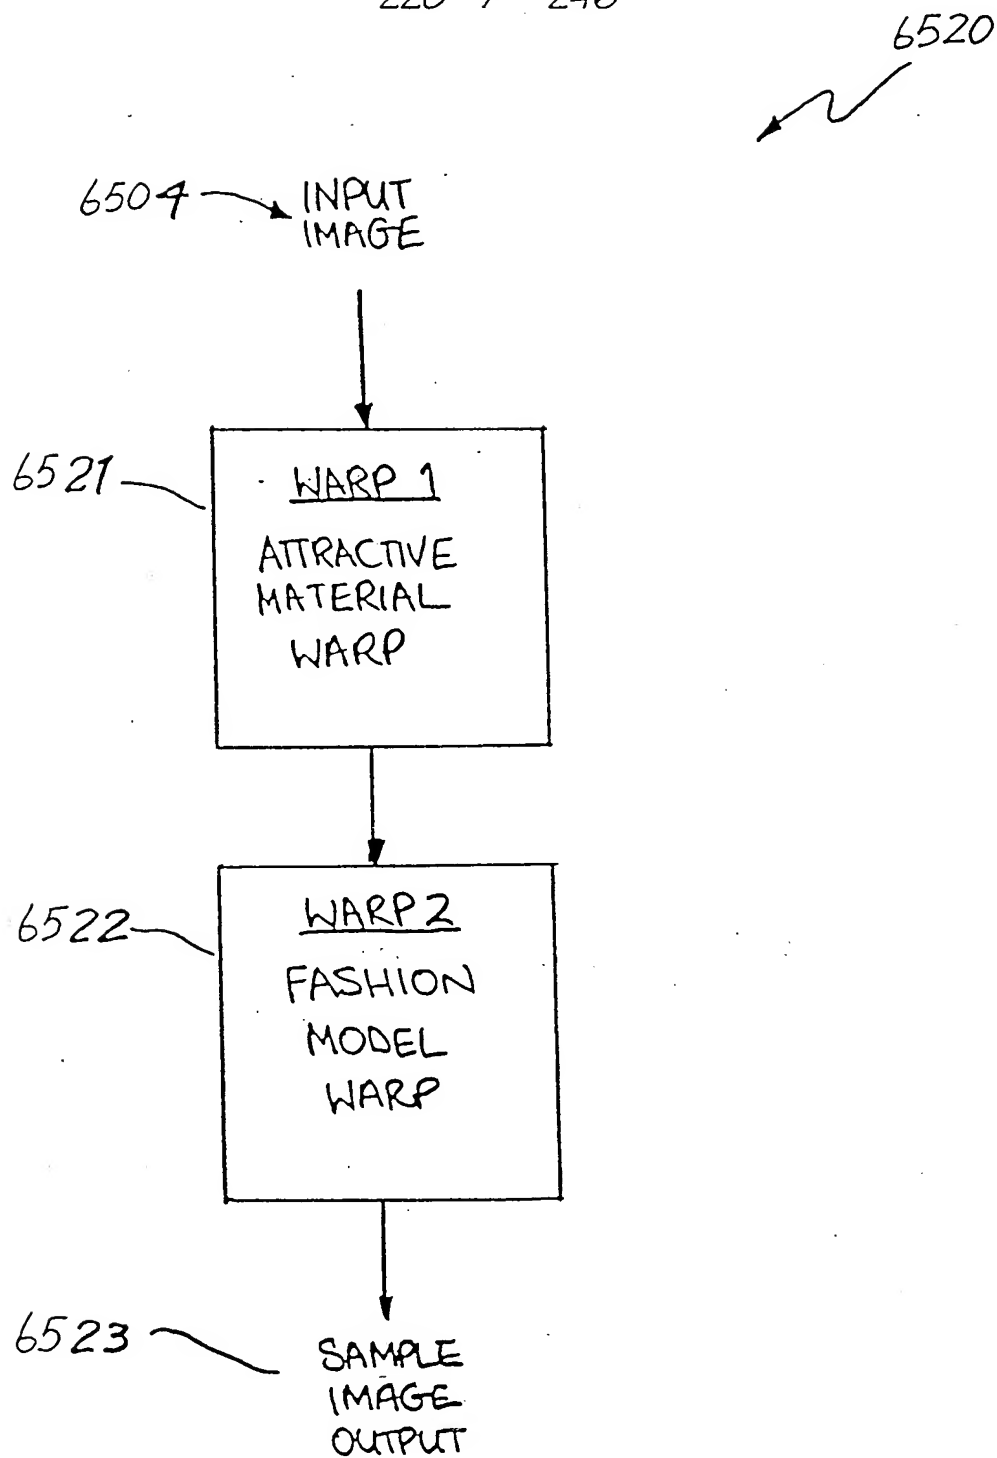 6520
6504 INPUT
IMAGE
6521
WARP 1
ATTRACTIVE
MATERIAL
WARP
6522
WARP 2
FASHION
MODEL
WARP
6523
SAMPLE
IMAGE
OUTPUT